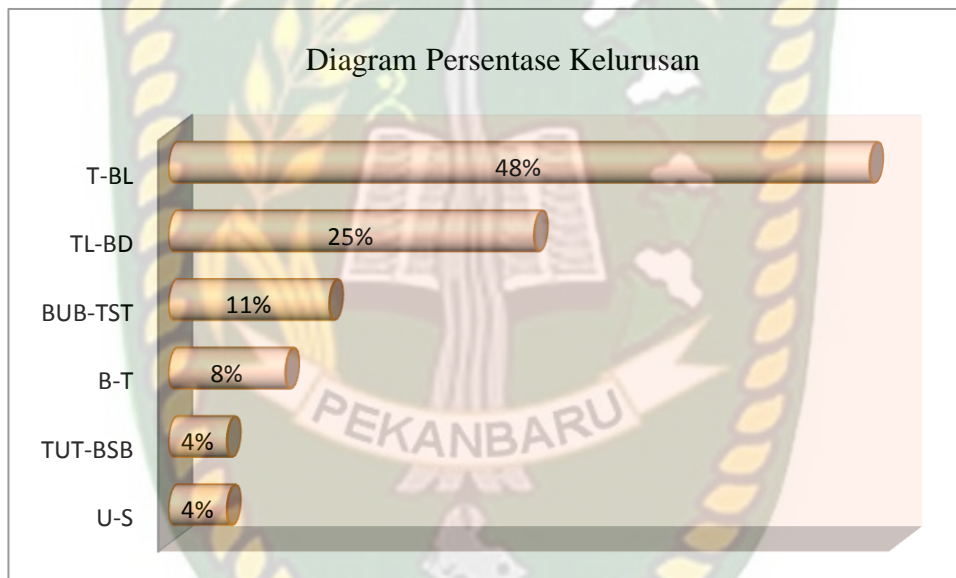 Diagram Persentase Kelurusan
T-BL 48%
TL-BD 25%
BUB-TST 11%
B-T 8%
TUT-BSB 4%
U-S 4%
PEKANBARU